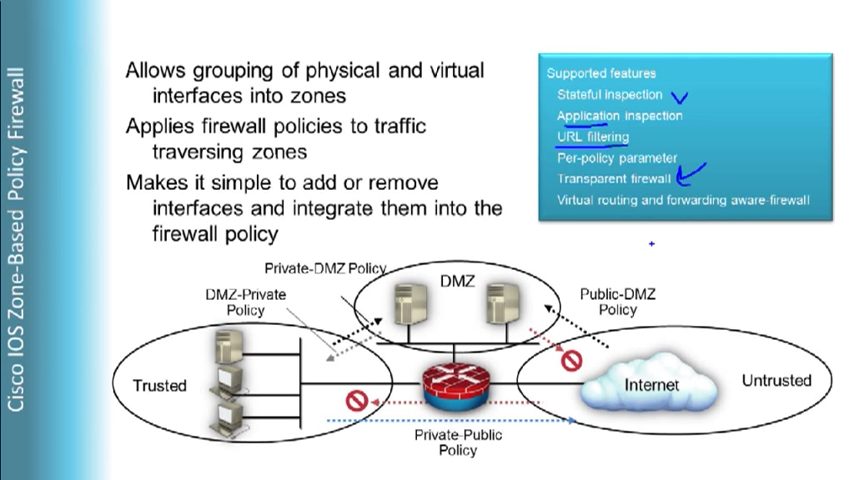 Cisco IOS Zone-Based Policy Firewall
Allows grouping of physical and virtual
interfaces into zones
Applies firewall policies to traffic
traversing zones
Makes it simple to add or remove
interfaces and integrate them into the
firewall policy
Supported features
Stateful inspection
Application inspection
URL filtering
Per-policy parameter
Transparent firewall
Virtual routing and forwarding aware-firewall
Private-DMZ Policy
DMZ-Private
Policy
DMZ
Public-DMZ
Policy
Trusted
Internet
Untrusted
Private-Public
Policy